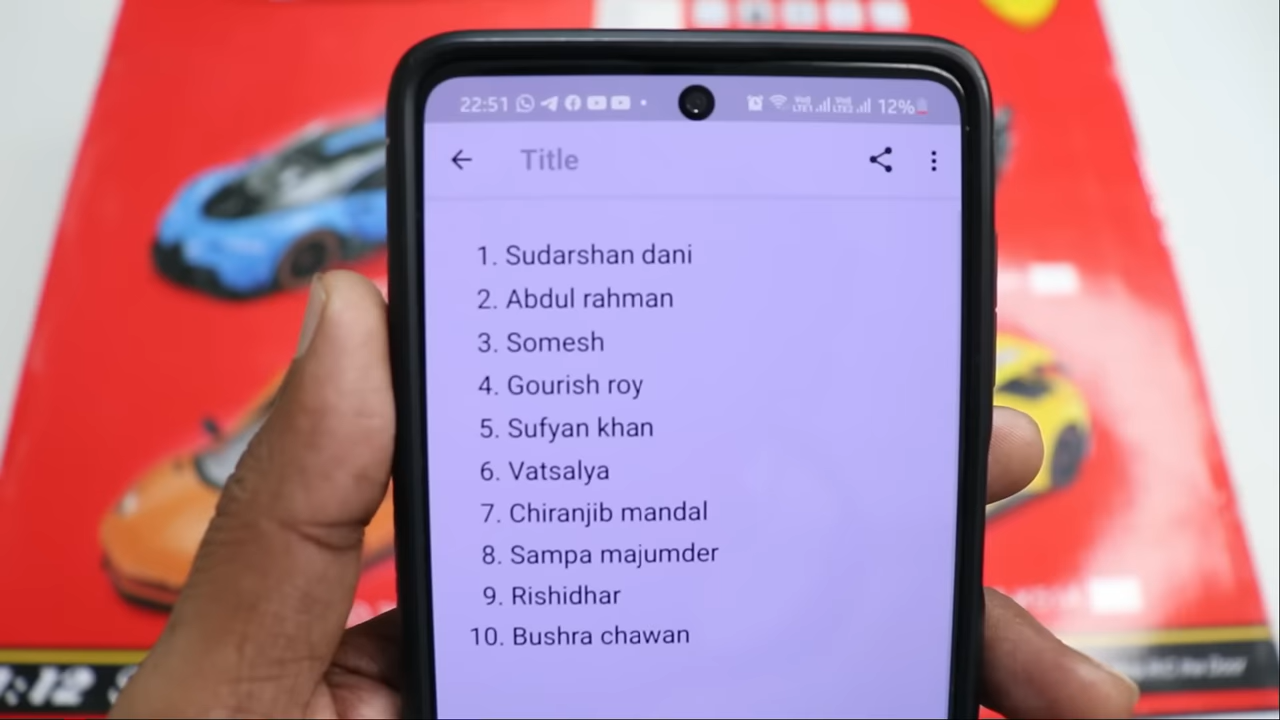 22:51
12%
Title
1. Sudarshan dani
2. Abdul rahman
3. Somesh
4. Gourish roy
5. Sufyan khan
6. Vatsalya
7. Chiranjib mandal
8. Sampa majumder
9. Rishidhar
10. Bushra chawan